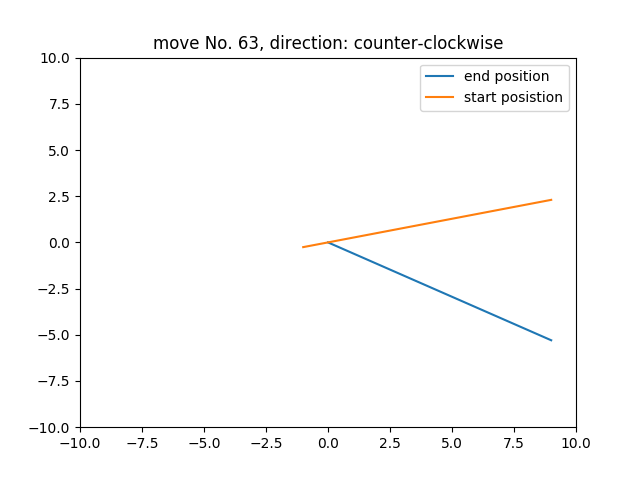 move No. 63, direction: counter-clockwise
end position
start posistion
10.0
7.5
5.0
2.5
0.0
−2.5
−5.0
−7.5
−10.0
−10.0 −7.5 −5.0 −2.5 0.0 2.5 5.0 7.5 10.0